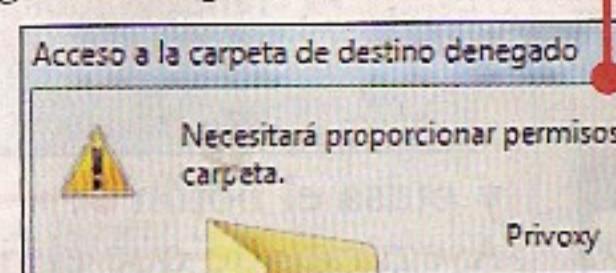 Acceso a la carpeta de destino denegado
Necesitará proporcionar permisos
carpeta.
Privoxy